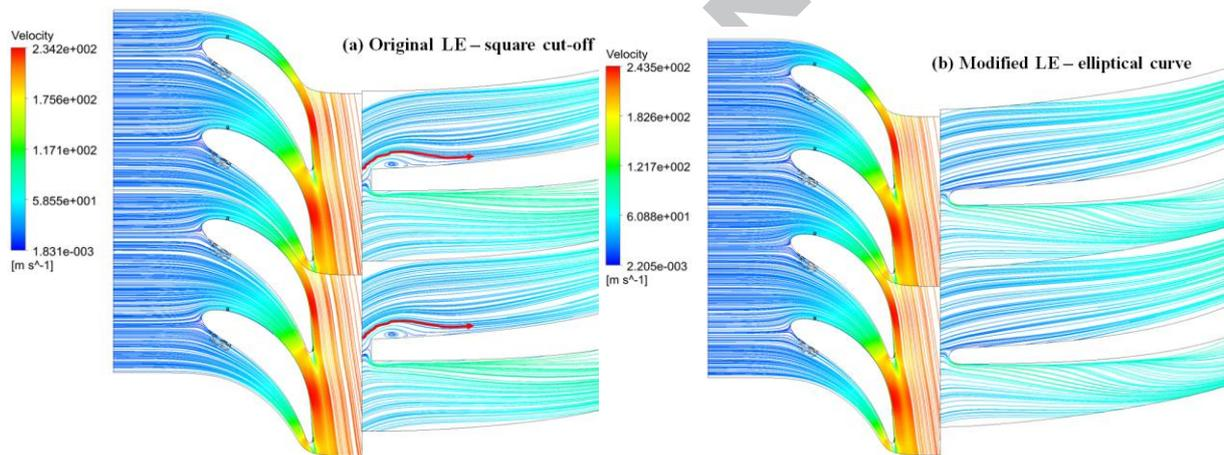 (a) Original LE – square cut-off
Velocity
2.342e+002
1.756e+002
1.171e+002
5.855e+001
1.831e-003
[m s^-1]
(b) Modified LE – elliptical curve
Velocity
2.435e+002
1.826e+002
1.217e+002
6.088e+001
2.205e-003
[m s^-1]